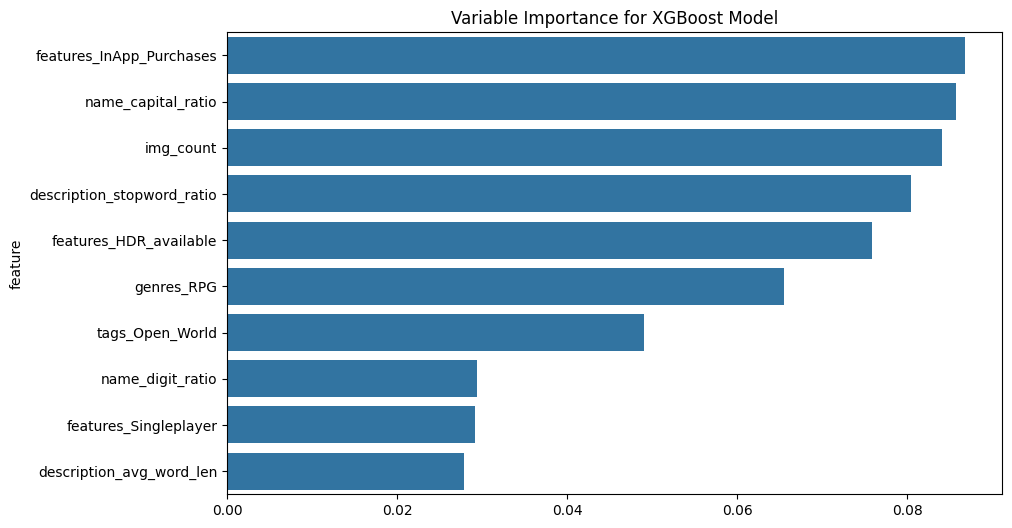 Variable Importance for XGBoost Model
features_InApp_Purchases
name_capital_ratio
img_count
description_stopword_ratio
features_HDR_available
genres_RPG
tags_Open_World
name_digit_ratio
features_Singleplayer
description_avg_word_len
feature
0.00 0.02 0.04 0.06 0.08